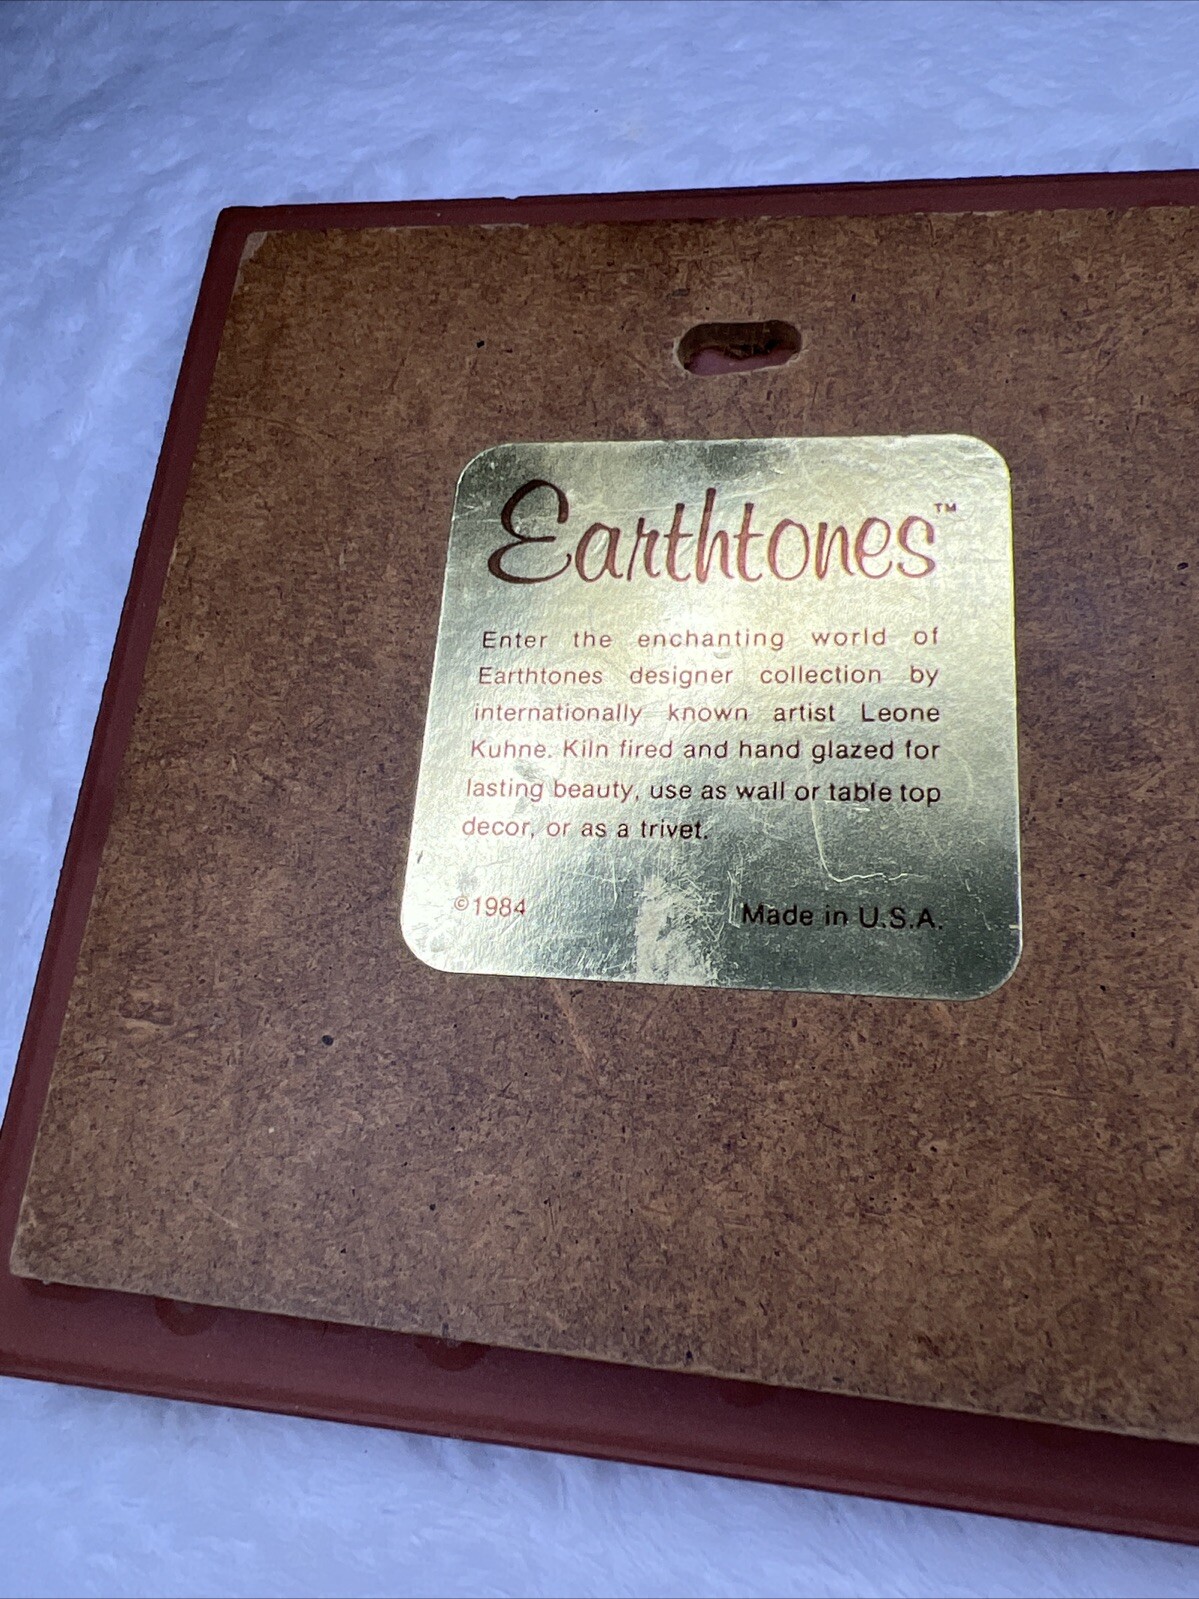 Earthtones™
Enter the enchanting world of
Earthtones designer collection by
internationally known artist Leone
Kuhne. Kiln fired and hand glazed for
lasting beauty, use as wall or table top
decor, or as a trivet.
©1984 Made in U.S.A.